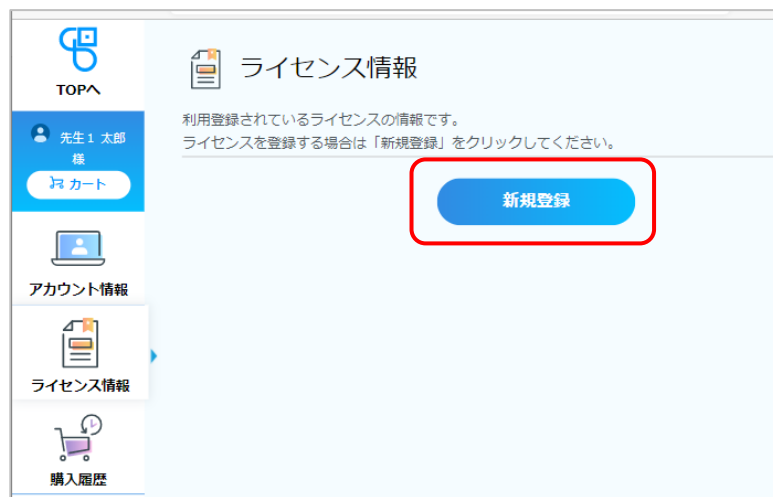 TOPへ
先生1 太郎
様
カート
アカウント情報
ライセンス情報
購入履歴
ライセンス情報
利用登録されているライセンスの情報です。
ライセンスを登録する場合は「新規登録」をクリックしてください。
新規登録